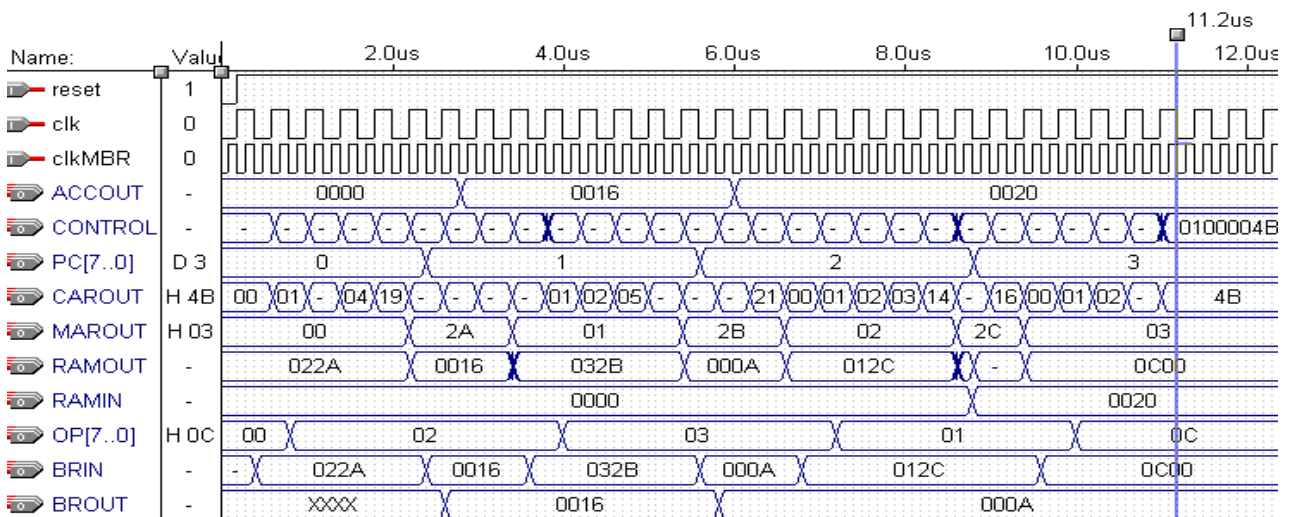 11.2us
Name: Valu 2.0us 4.0us 6.0us 8.0us 10.0us 12.0us
reset 1
clk 0
clkMBR 0
ACCOUT - 0000 0016 0020
CONTROL - - - - - - - - - - - - - - - - - - - - - - - - 0100004B
PC[7..0] D 3 0 1 2 3
CAROUT H 4B 00 01 - 04 19 - - - - 01 02 05 - - - 21 00 01 02 03 14 - 16 00 01 02 - 4B
MAROUT H 03 00 2A 01 2B 02 2C 03
RAMOUT - 022A 0016 032B 000A 012C - 0C00
RAMIN - 0000 0020
OP[7..0] H 0C 00 02 03 01 0C
BRIN - - 022A 0016 032B 000A 012C 0C00
BROUT - XXXX 0016 000A